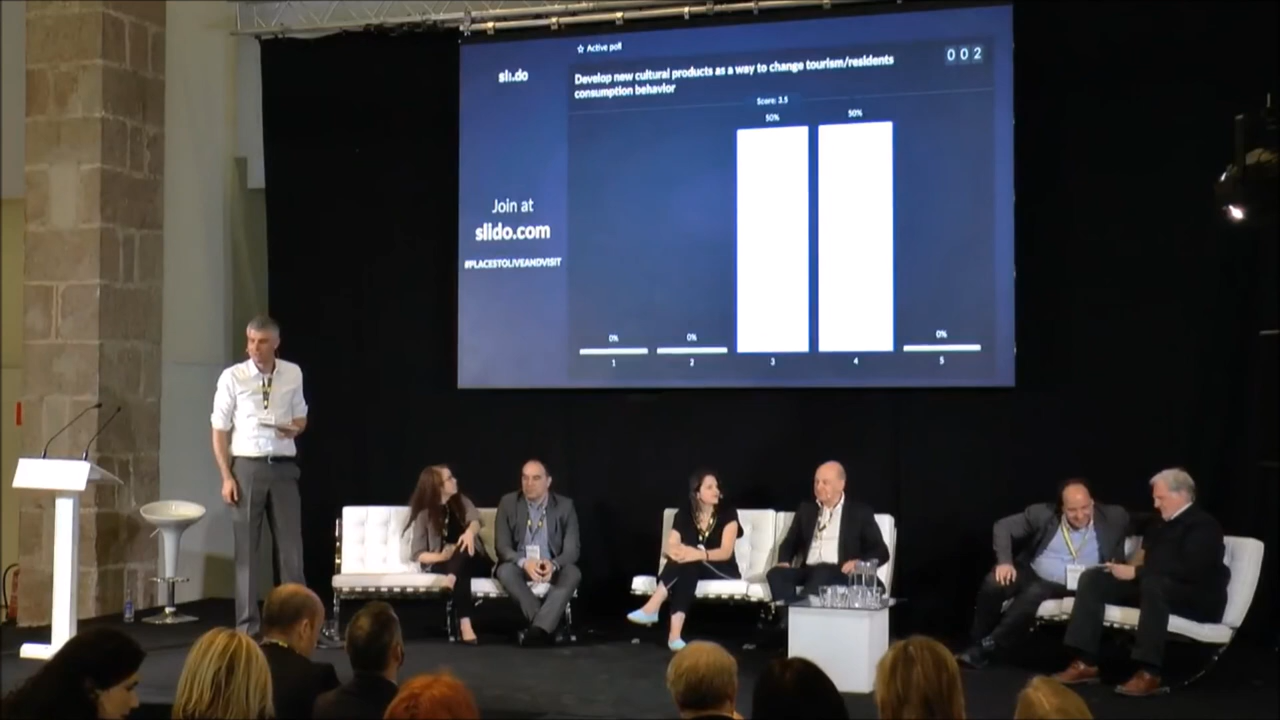 ☆ Active poll
sli.do
002
Develop new cultural products as a way to change tourism/residents
consumption behavior
Score: 3.5
50%
50%
Join at
slido.com
#PLACESTOLIVEANDVISIT
0%
0%
0%
1
2
3
4
5